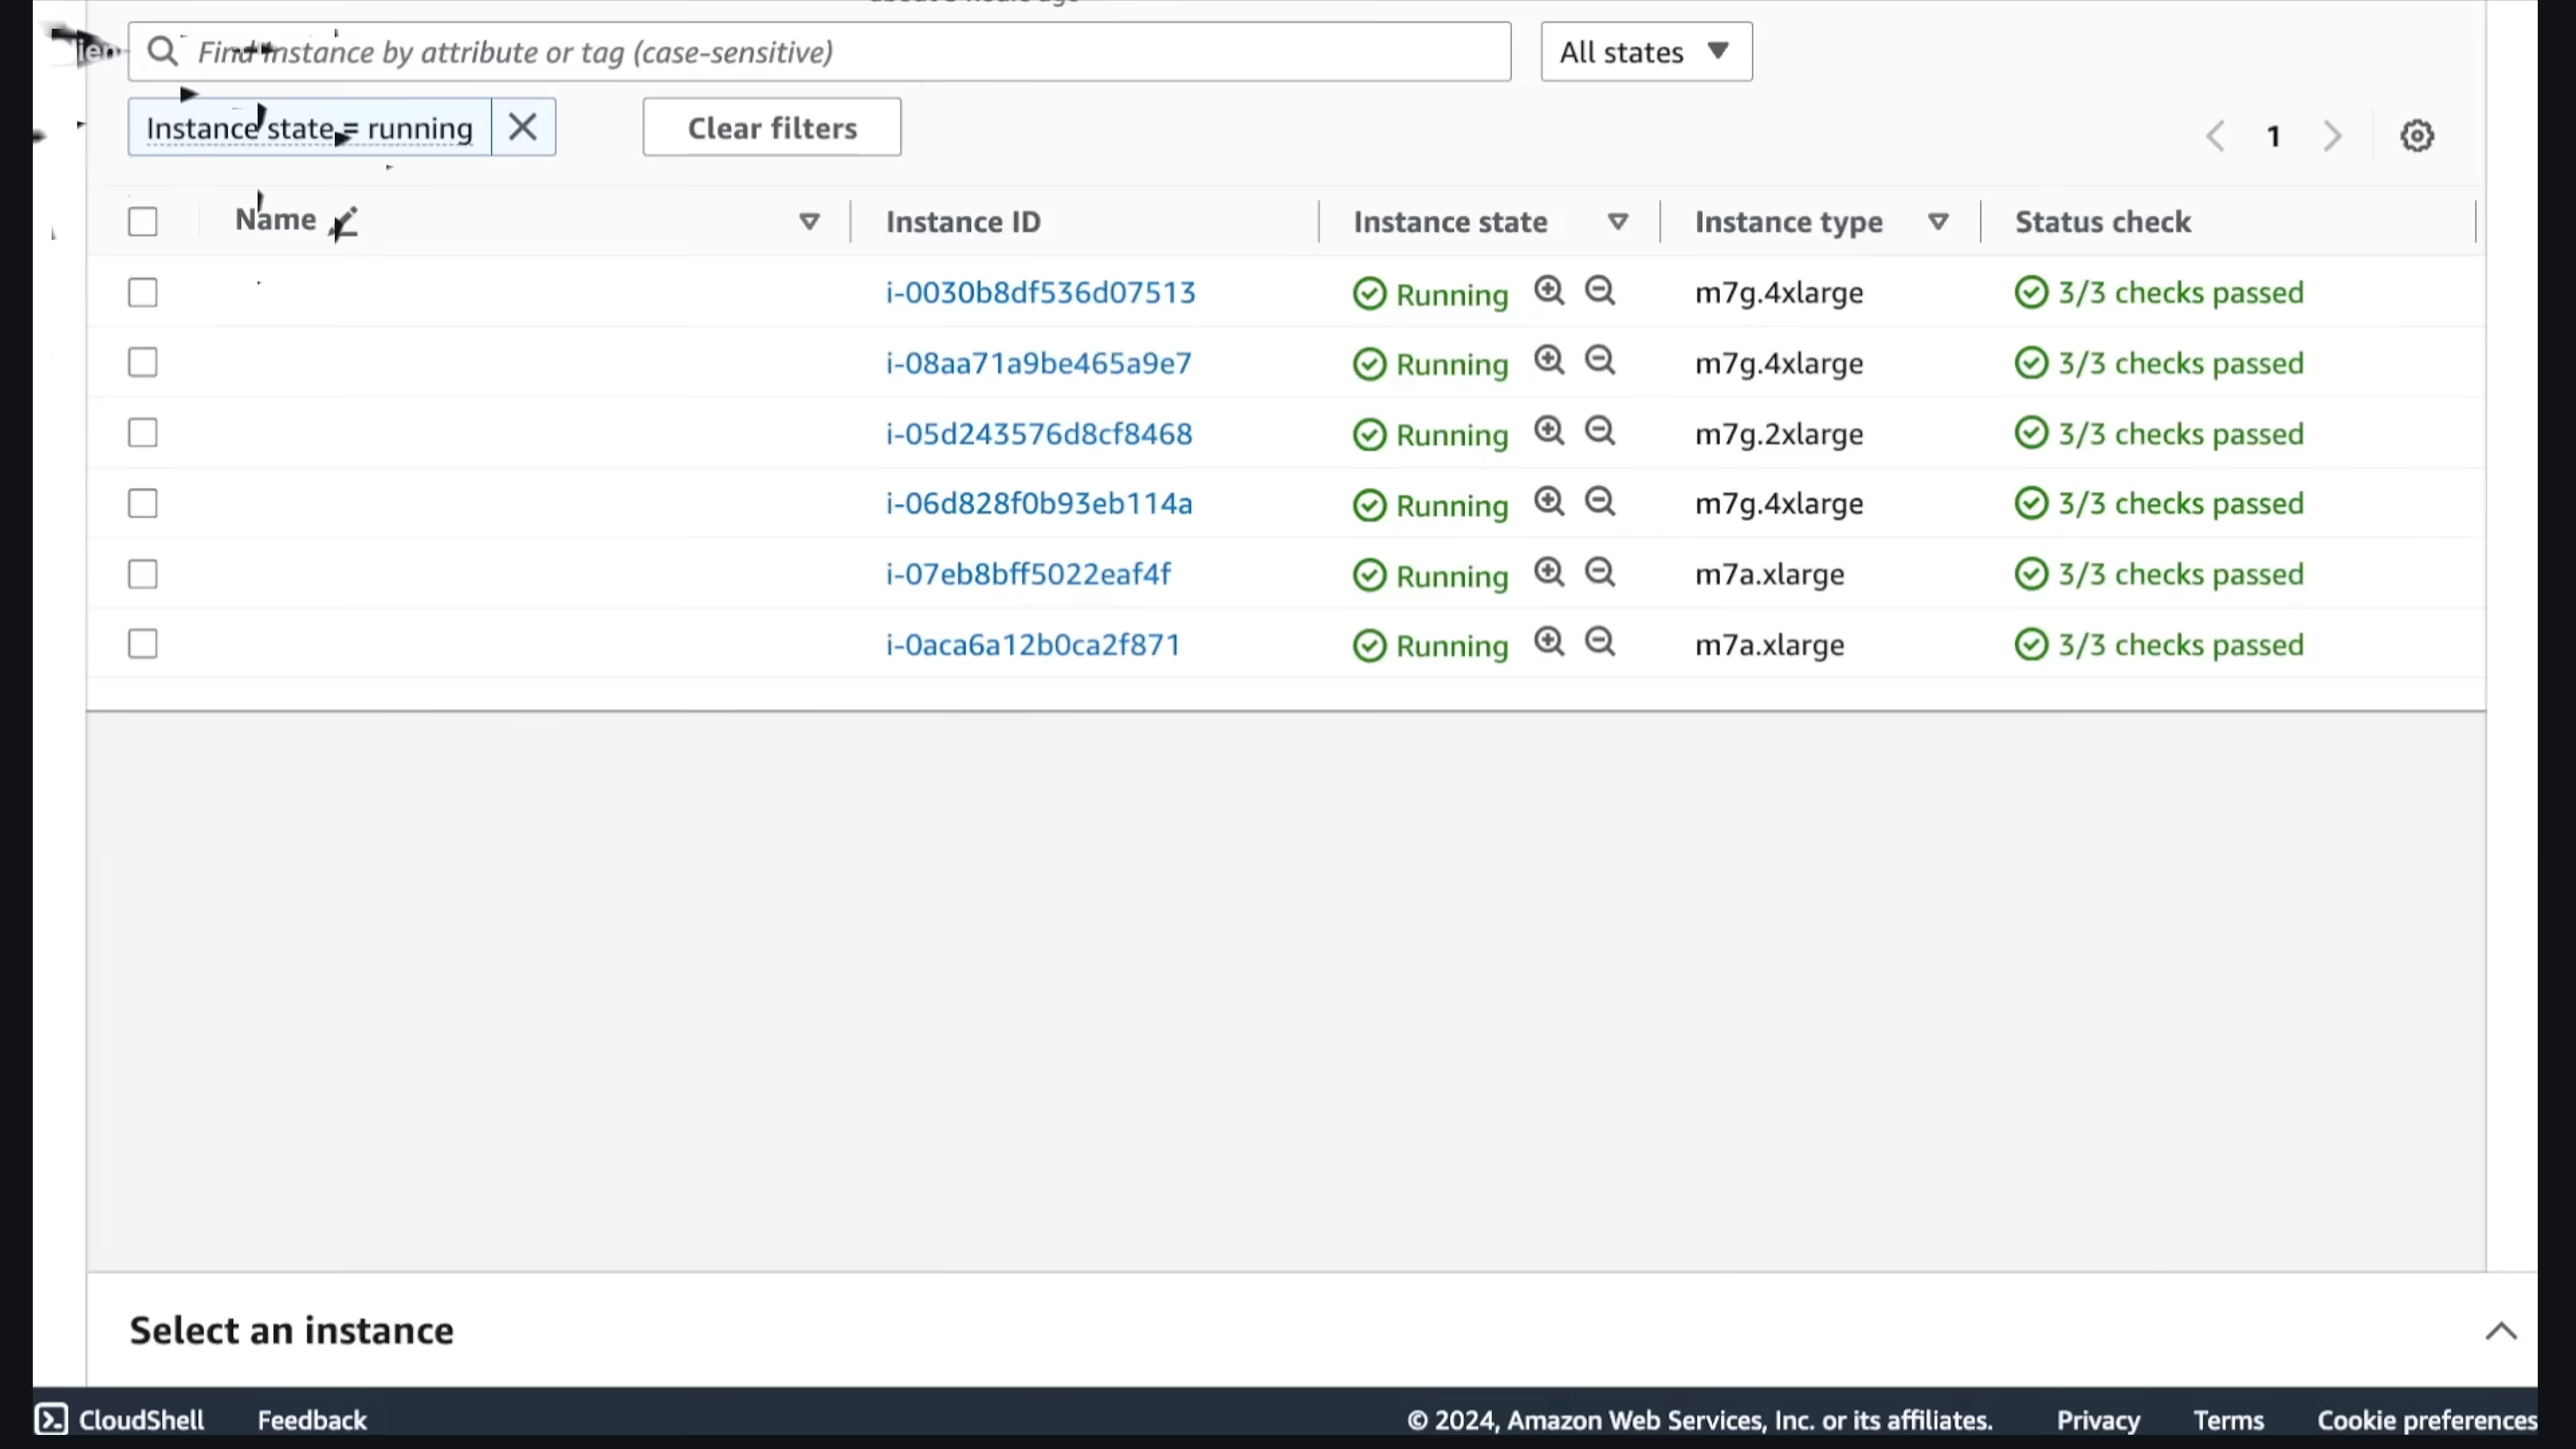 Find Instance by attribute or tag (case-sensitive)
All states
Instance state = running
Clear filters
1
Name
Instance ID
Instance state
Instance type
Status check
i-0030b8df536d07513 Running m7g.4xlarge 3/3 checks passed
i-08aa71a9be465a9e7 Running m7g.4xlarge 3/3 checks passed
i-05d243576d8cf8468 Running m7g.2xlarge 3/3 checks passed
i-06d828f0b93eb114a Running m7g.4xlarge 3/3 checks passed
i-07eb8bff5022eaf4f Running m7a.xlarge 3/3 checks passed
i-0aca6a12b0ca2f871 Running m7a.xlarge 3/3 checks passed
Select an instance
CloudShell Feedback © 2024, Amazon Web Services, Inc. or its affiliates. Privacy Terms Cookie preferences